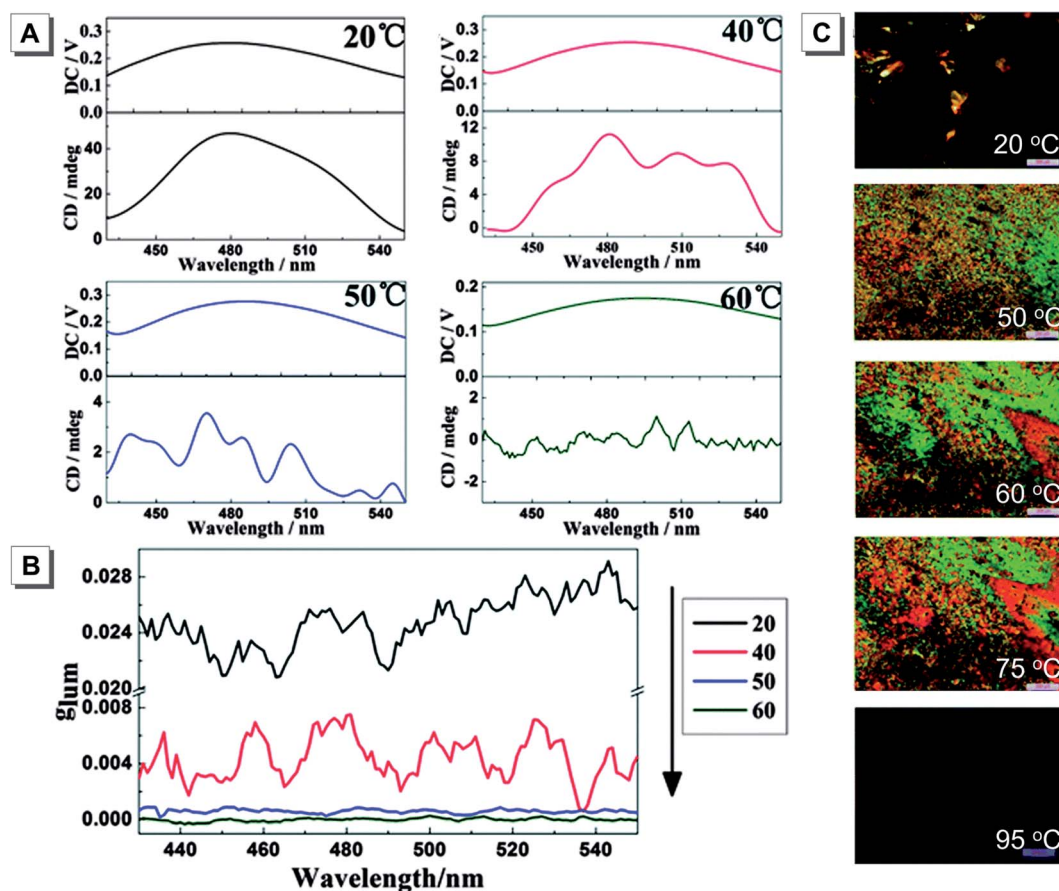 A
20℃
DC / V
0.3
0.2
0.1
0.0
CD / mdeg
40
20
0
450 480 510 540
Wavelength / nm
40℃
DC / V
0.3
0.2
0.1
0.0
CD / mdeg
12
8
4
0
450 480 510 540
Wavelength / nm
50℃
DC / V
0.3
0.2
0.1
0.0
CD / mdeg
4
2
0
450 480 510 540
Wavelength / nm
60℃
DC / V
0.2
0.1
0.0
CD / mdeg
2
0
-2
450 480 510 540
Wavelength / nm
B
glum
0.028
0.024
0.020
0.008
0.004
0.000
440 460 480 500 520 540
Wavelength/nm
20
40
50
60
C
20 °C
50 °C
60 °C
75 °C
95 °C